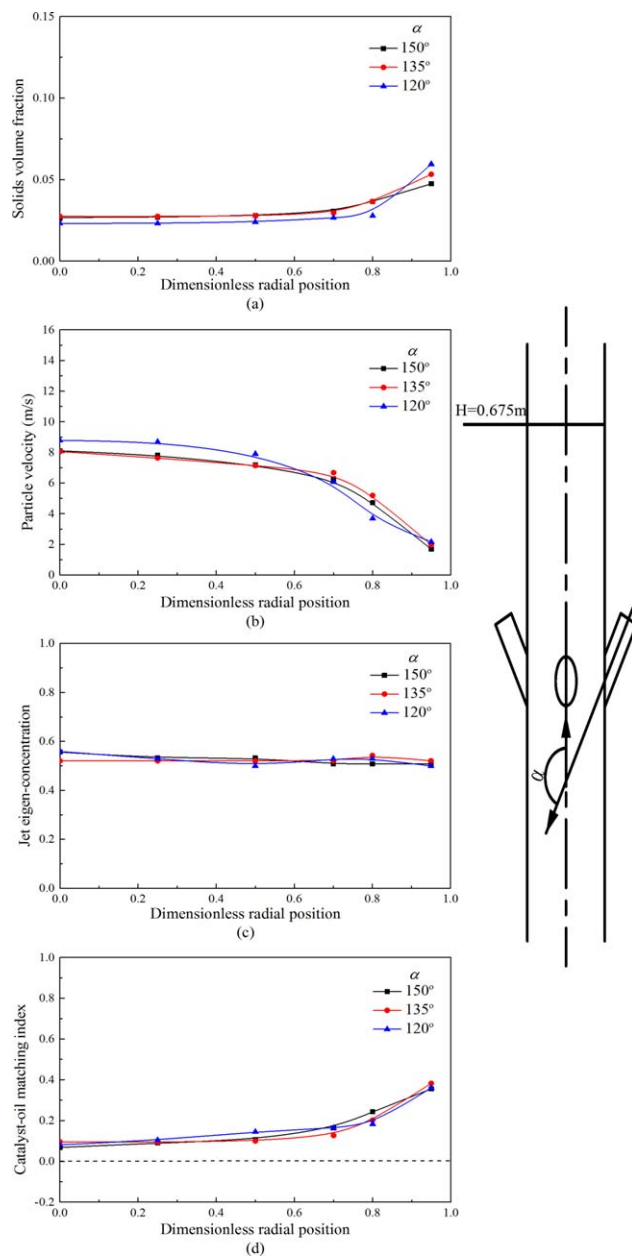 α
150°
135°
120°
0.15
0.10
0.05
0.00
Solids volume fraction
0.0 0.2 0.4 0.6 0.8 1.0
Dimensionless radial position
(a)
α
150°
135°
120°
16
14
12
10
8
6
4
2
0
Particle velocity (m/s)
0.0 0.2 0.4 0.6 0.8 1.0
Dimensionless radial position
(b)
α
150°
135°
120°
1.0
0.8
0.6
0.4
0.2
0.0
Jet eigen-concentration
0.0 0.2 0.4 0.6 0.8 1.0
Dimensionless radial position
(c)
α
150°
135°
120°
1.0
0.8
0.6
0.4
0.2
0.0
-0.2
Catalyst-oil matching index
0.0 0.2 0.4 0.6 0.8 1.0
Dimensionless radial position
(d)
H=0.675m
α